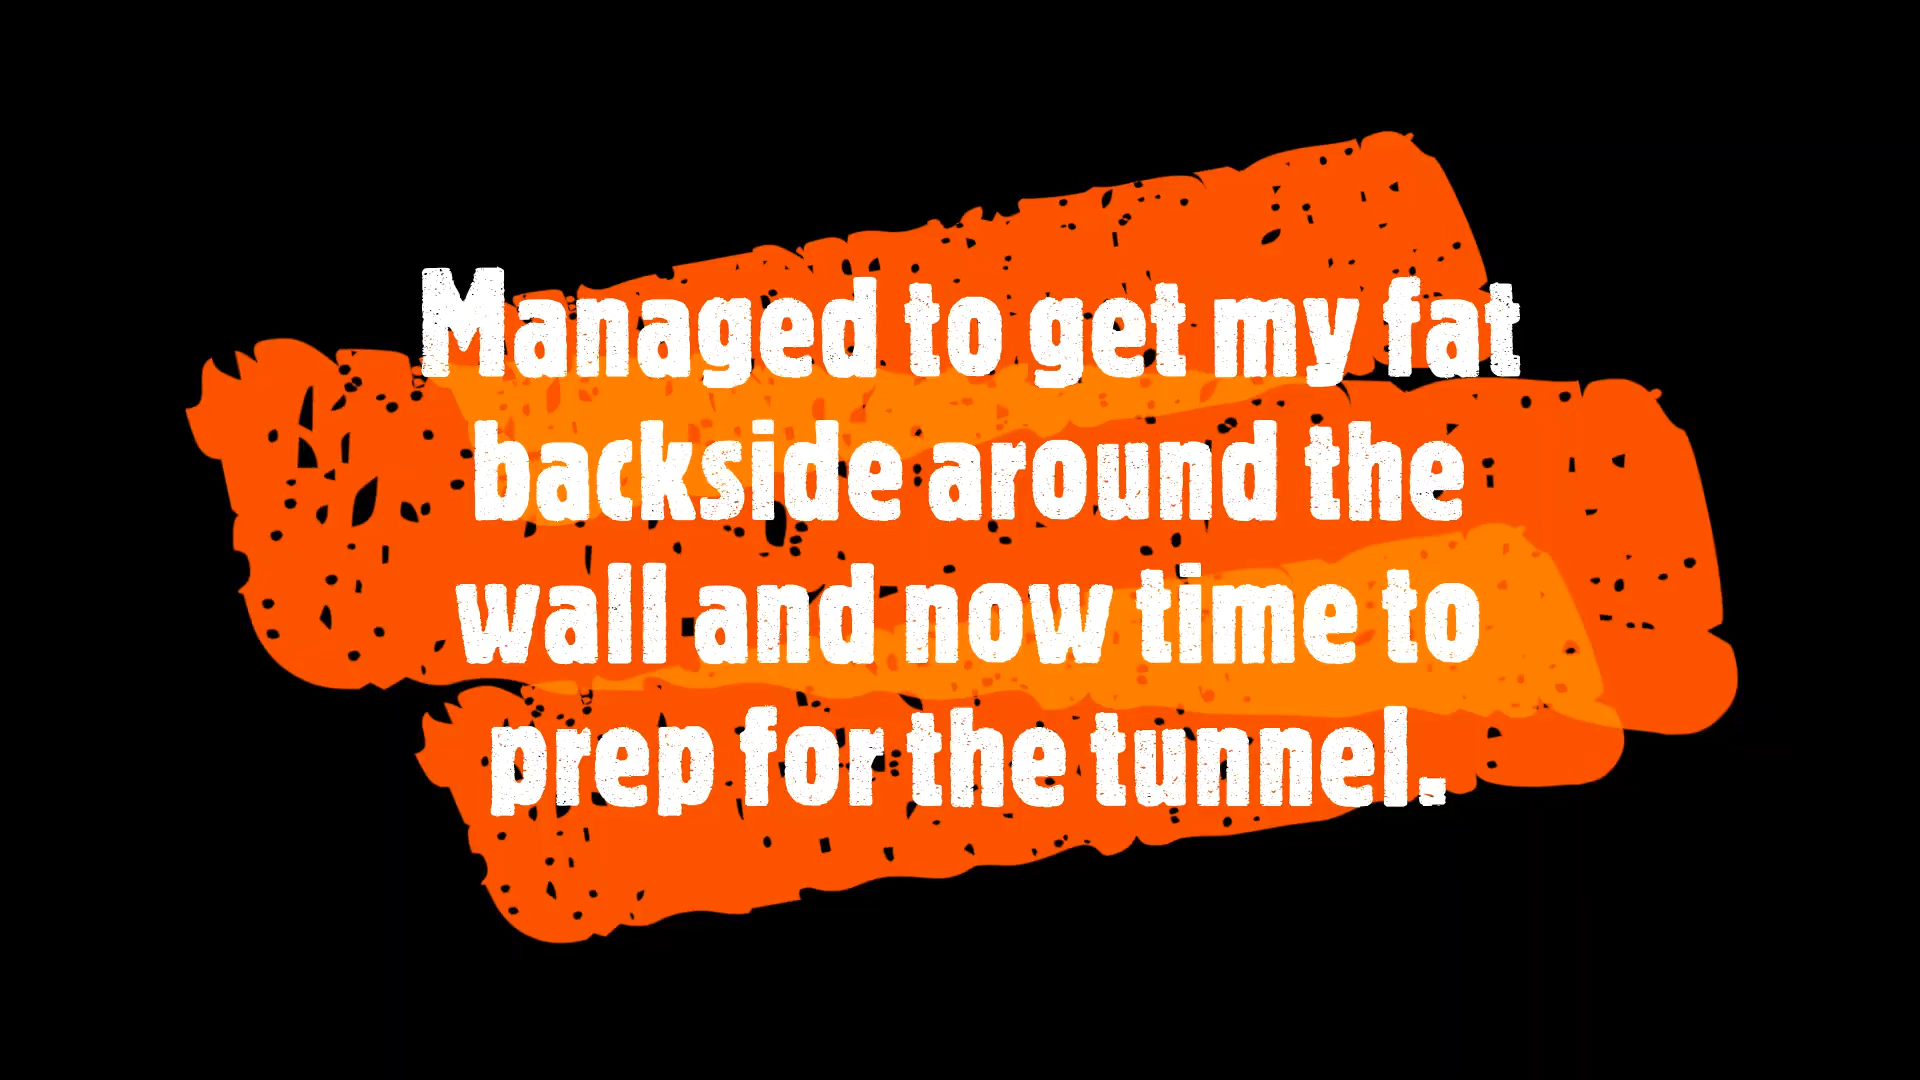 Managed to get my fat
backside around the
wall and now time to
prep for the tunnel.